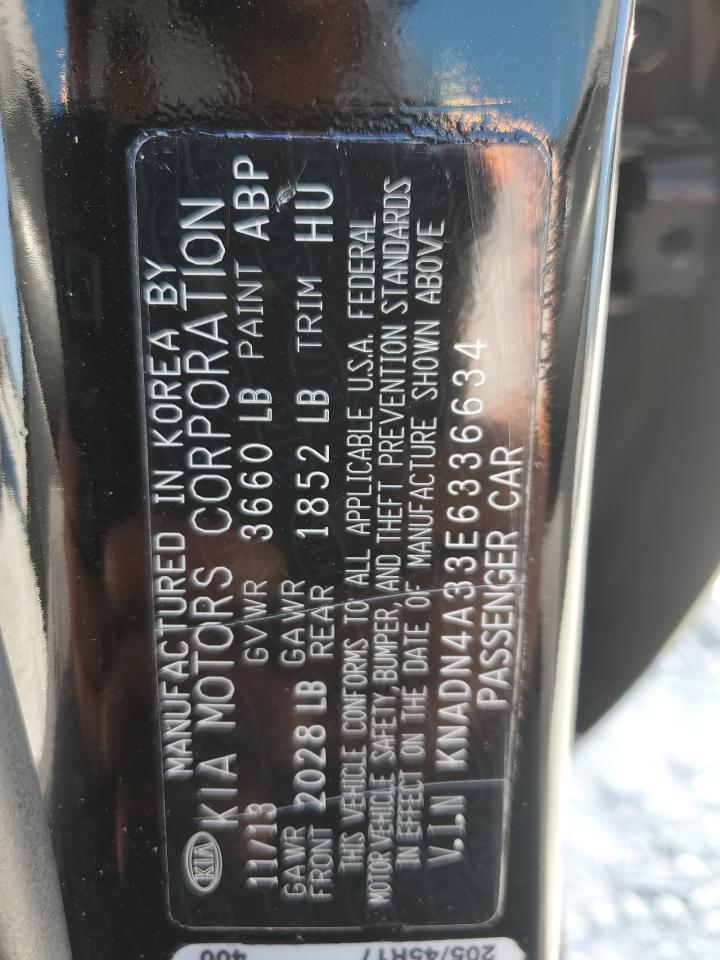 MANUFACTURED IN KOREA BY
KIA KIA MOTORS CORPORATION
11/13 GVWR 3660 LB PAINT ABP
GAWR FRONT 2028 LB GAWR REAR 1852 LB TRIM HU
THIS VEHICLE CONFORMS TO ALL APPLICABLE U.S.A. FEDERAL
MOTOR VEHICLE SAFETY, BUMPER, AND THEFT PREVENTION STANDARDS
IN EFFECT ON THE DATE OF MANUFACTURE SHOWN ABOVE
V.I.N KNADN4A33E6336634
PASSENGER CAR
205/45R17
400